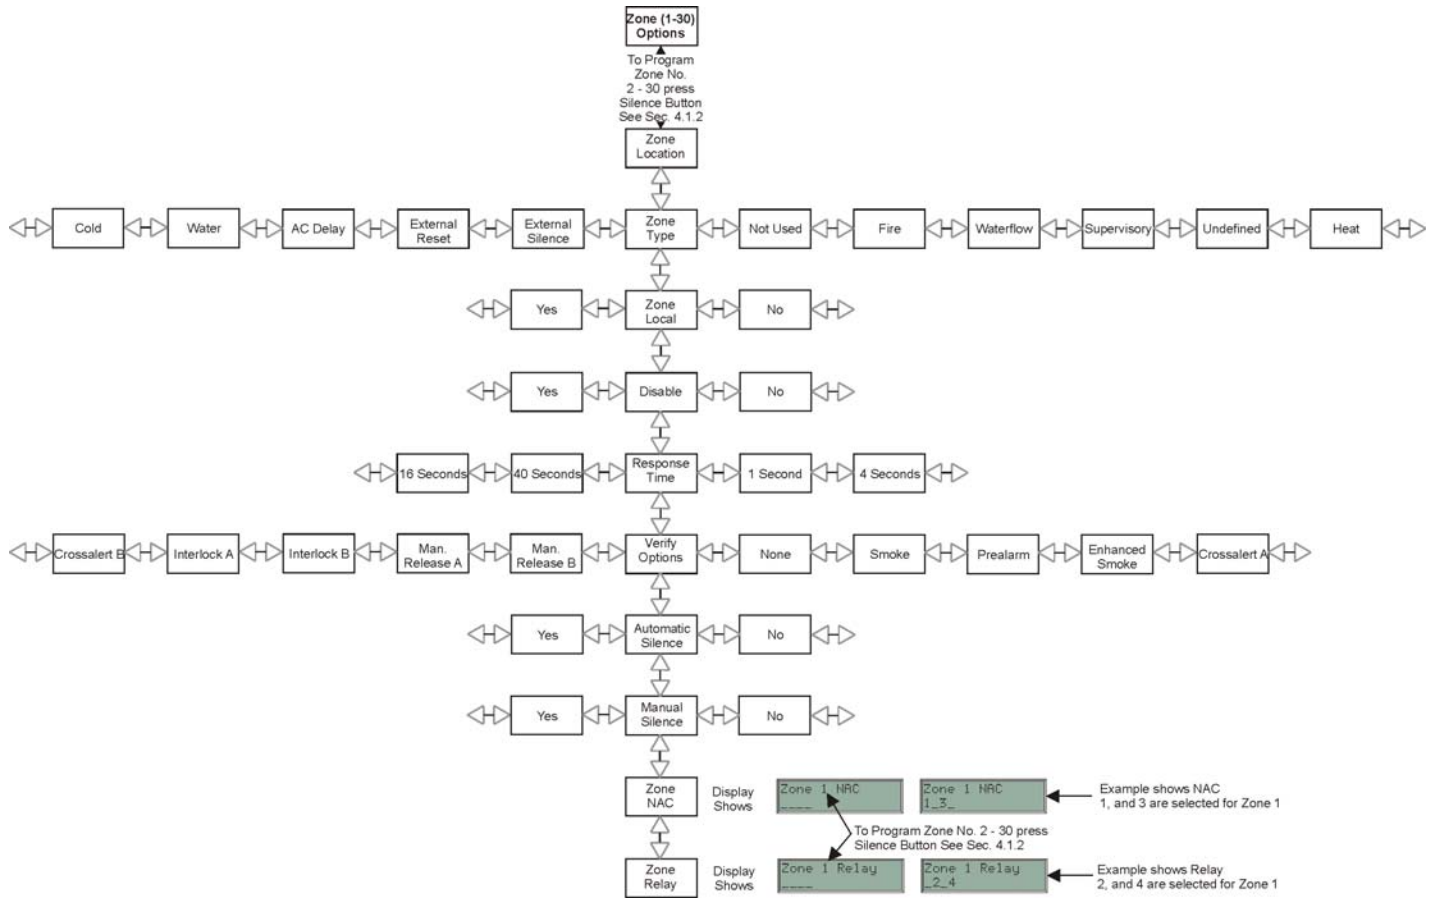 Zone (1-30)
Options
To Program
Zone No.
2 - 30 press
Silence Button
See Sec. 4.1.2
Zone
Location
Cold
Water
AC Delay
External
Reset
External
Silence
Zone
Type
Not Used
Fire
Waterflow
Supervisory
Undefined
Heat
Yes
Zone
Local
No
Yes
Disable
No
16 Seconds
40 Seconds
Response
Time
1 Second
4 Seconds
Crossalert B
Interlock A
Interlock B
Man.
Release A
Man.
Release B
Verify
Options
None
Smoke
Prealarm
Enhanced
Smoke
Crossalert A
Yes
Automatic
Silence
No
Yes
Manual
Silence
No
Zone
NAC
Display
Shows
Zone 1 NAC
____
Zone 1 NAC
1_3_
Example shows NAC
1, and 3 are selected for Zone 1
To Program Zone No. 2 - 30 press
Silence Button See Sec. 4.1.2
Zone
Relay
Display
Shows
Zone 1 Relay
____
Zone 1 Relay
_2_4
Example shows Relay
2, and 4 are selected for Zone 1